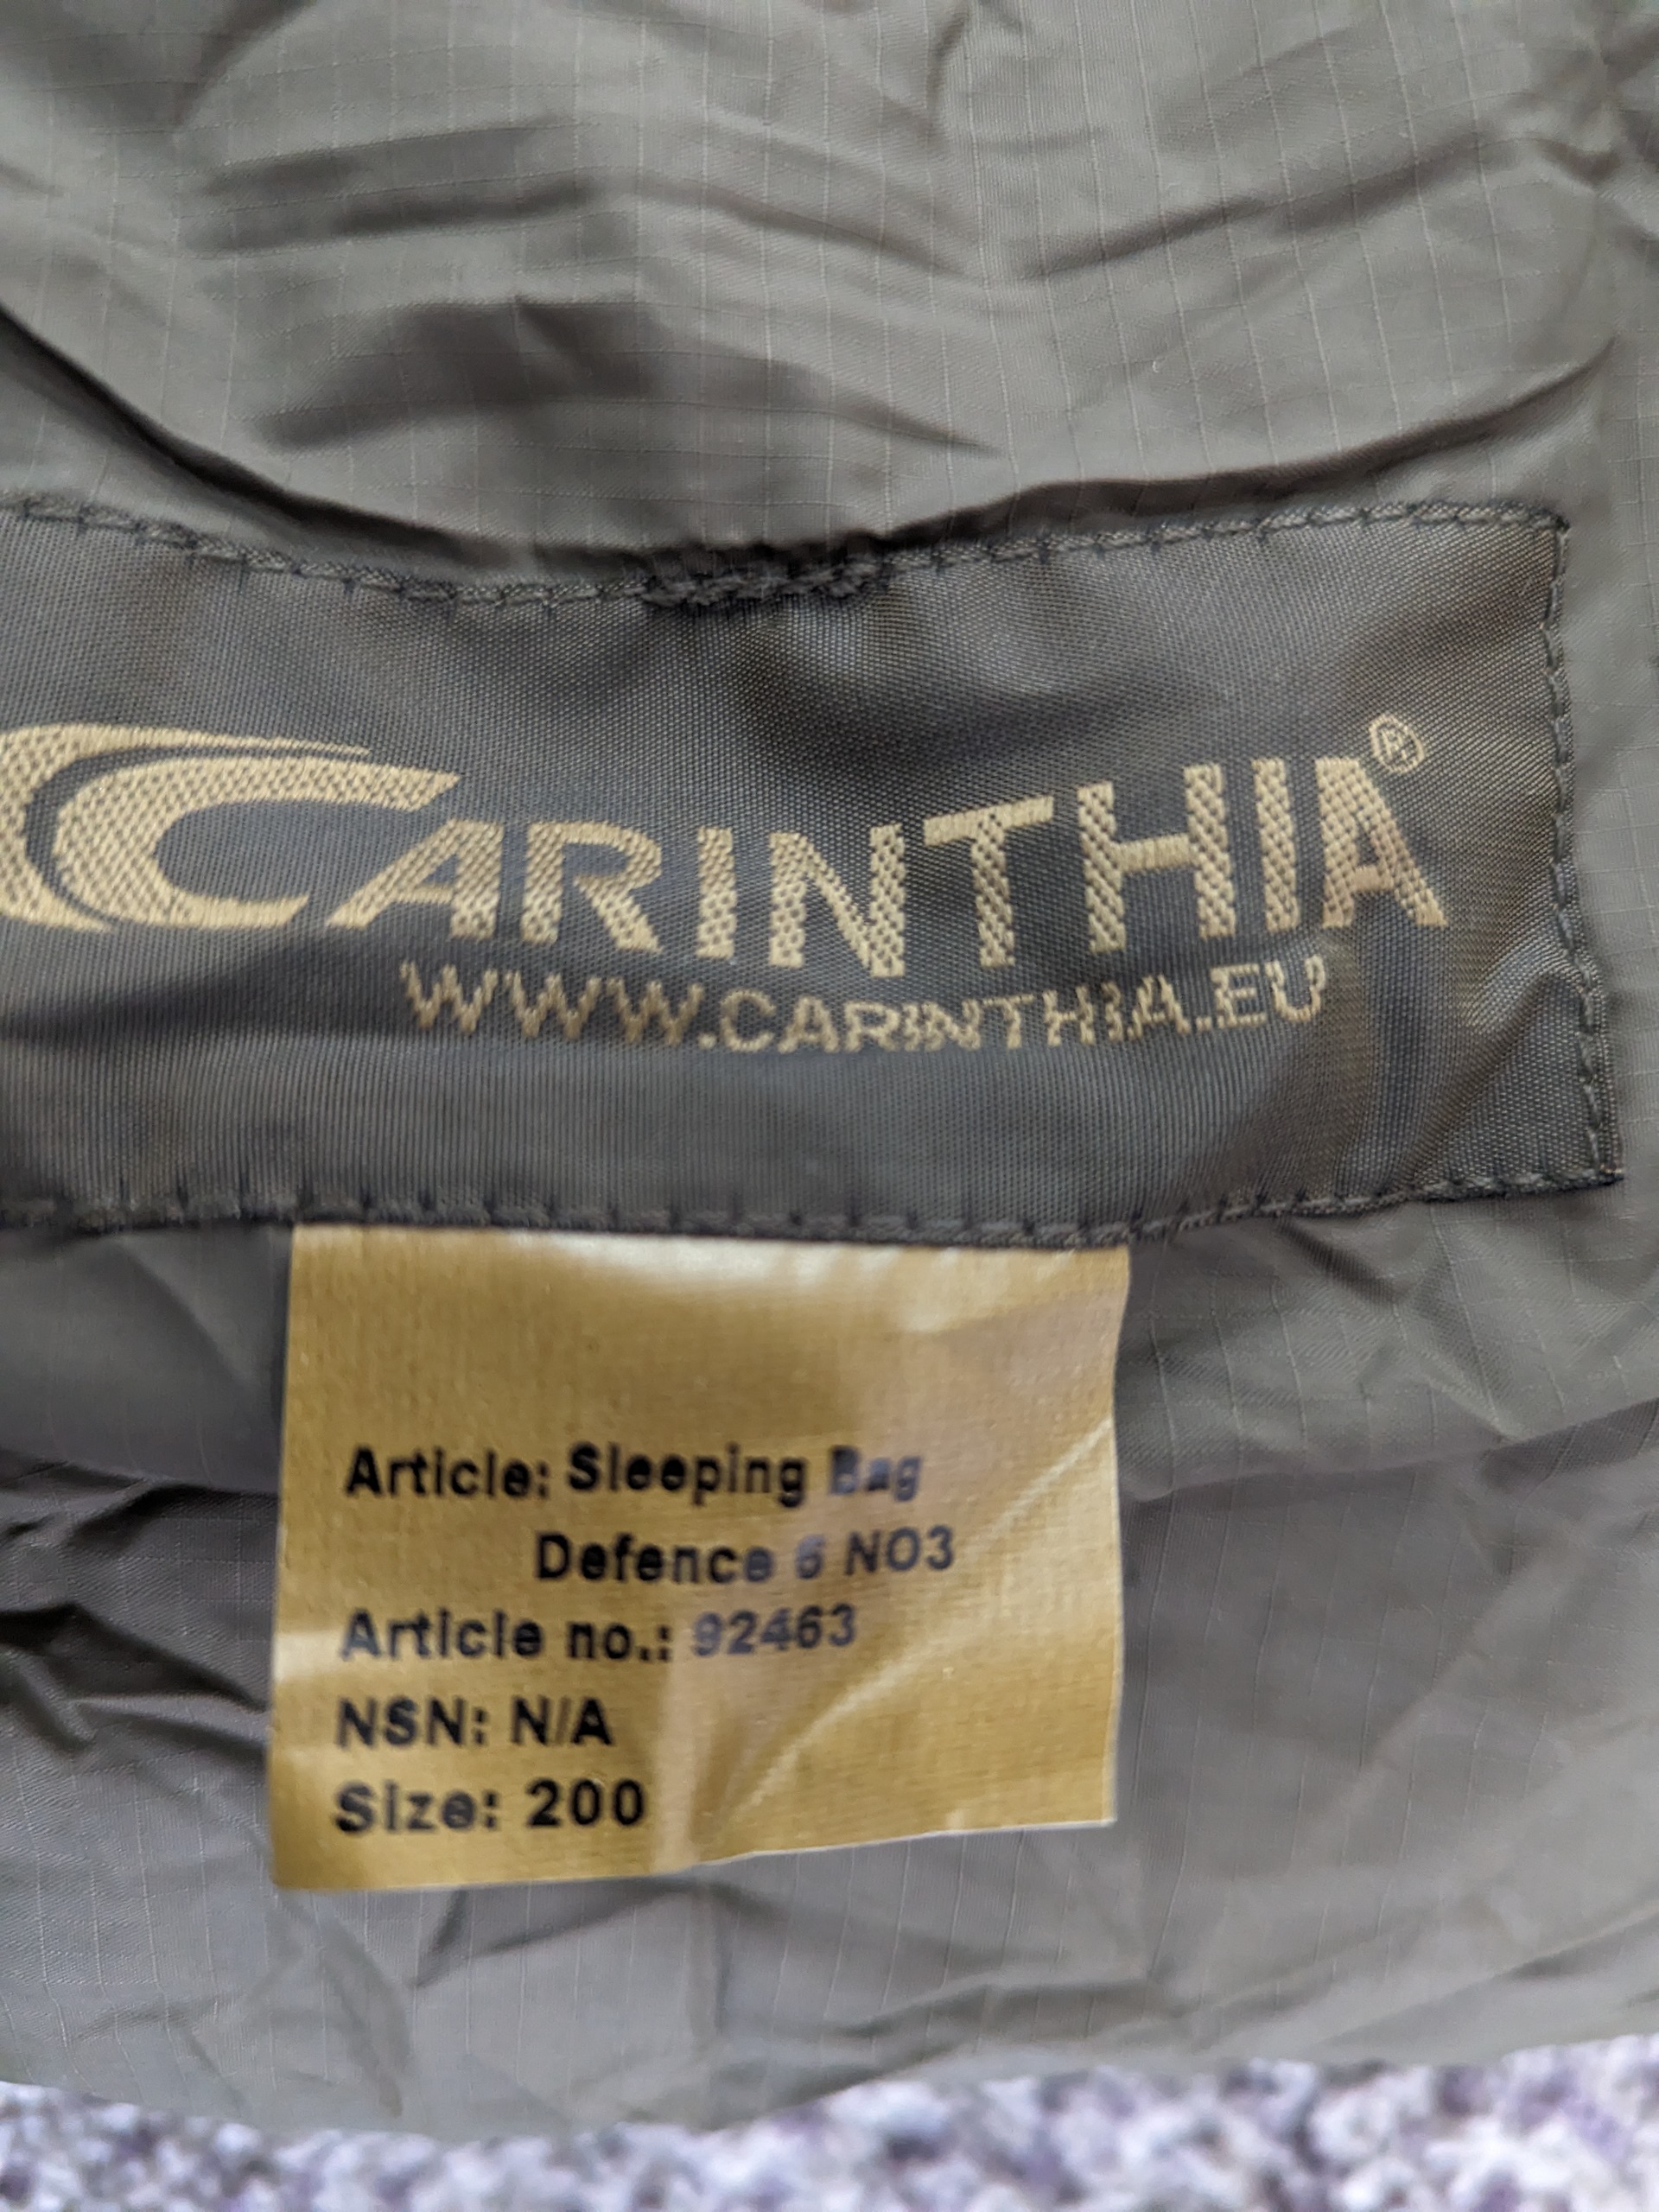 CARINTHIA®
WWW.CARINTHIA.EU
Article: Sleeping Bag
Defence 6 NO3
Article no.: 92463
NSN: N/A
Size: 200